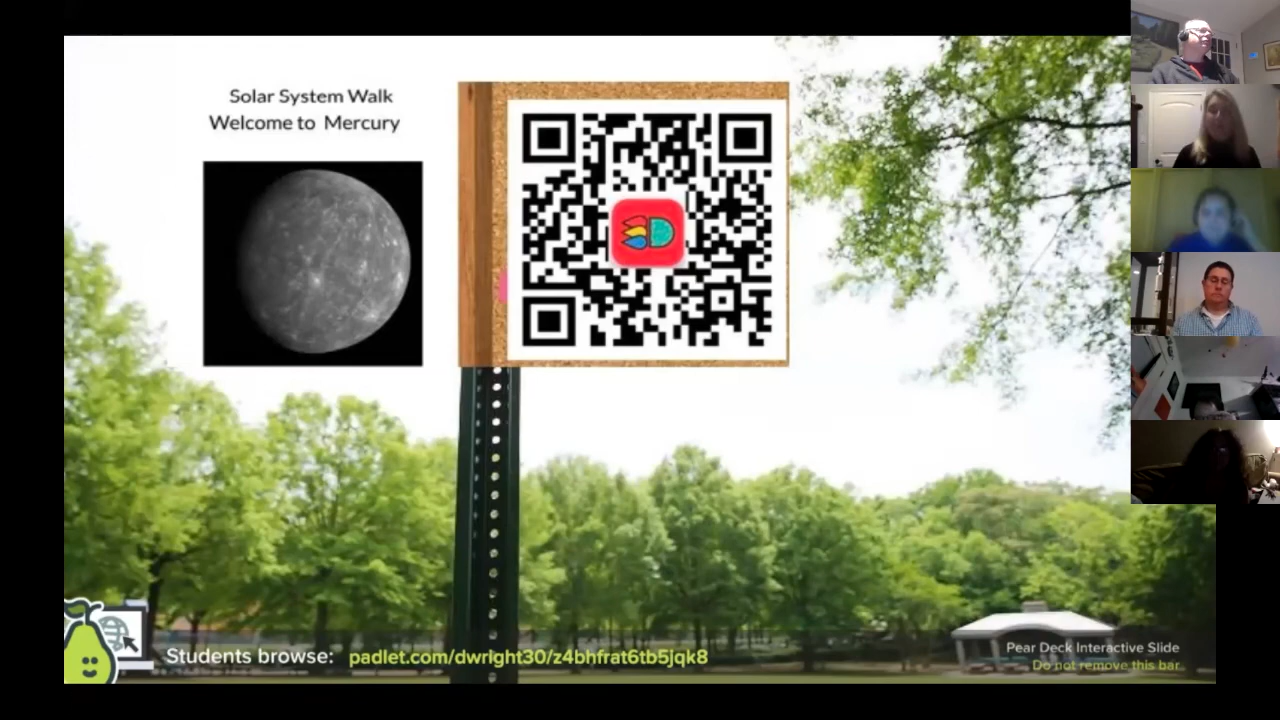 Solar System Walk
Welcome to Mercury
Students browse: padlet.com/dwright30/z4bhfrat6tb5jqk8
Pear Deck Interactive Slide
Do not remove this bar